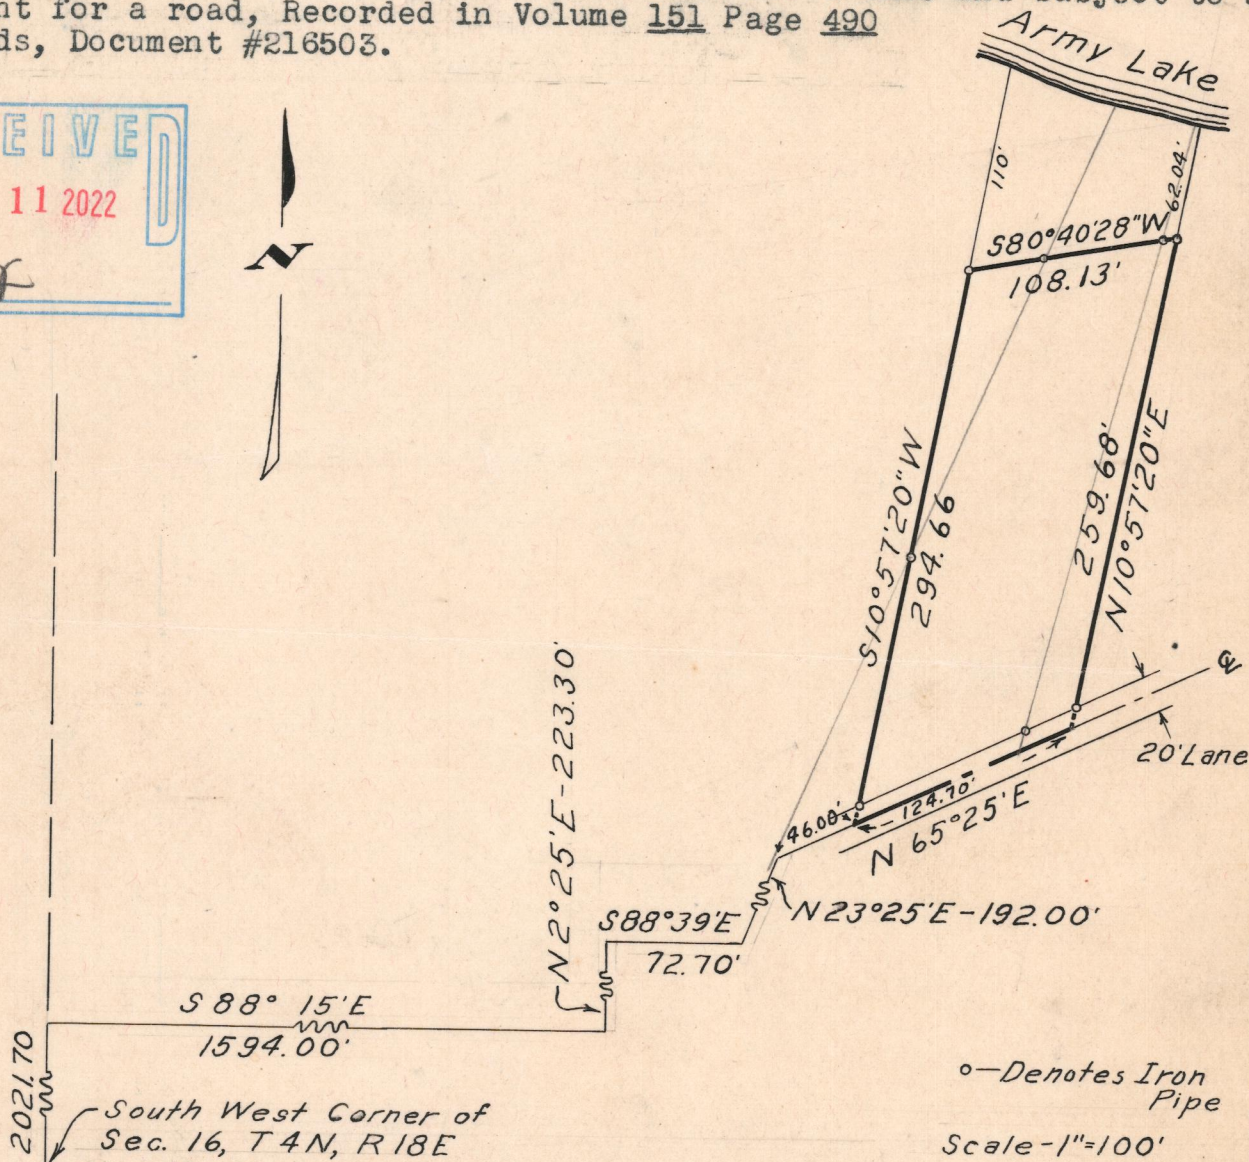 nt for a road, Recorded in Volume 151 Page 490
ds, Document #216503.
EIVED
11 2022
N
Army Lake
110'
62.04'
S80°40'28"W
108.13'
S10°57'20"W
294.66
259.68'
N10°57'20"E
℄
20'Lane
46.00'
124.70'
N 65°25'E
N23°25'E-192.00'
N2°25'E-223.30'
S88°39'E
72.70'
S 88° 15'E
1594.00'
2021.70
South West Corner of
Sec. 16, T4N, R18E
o-Denotes Iron
Pipe
Scale-1"=100'